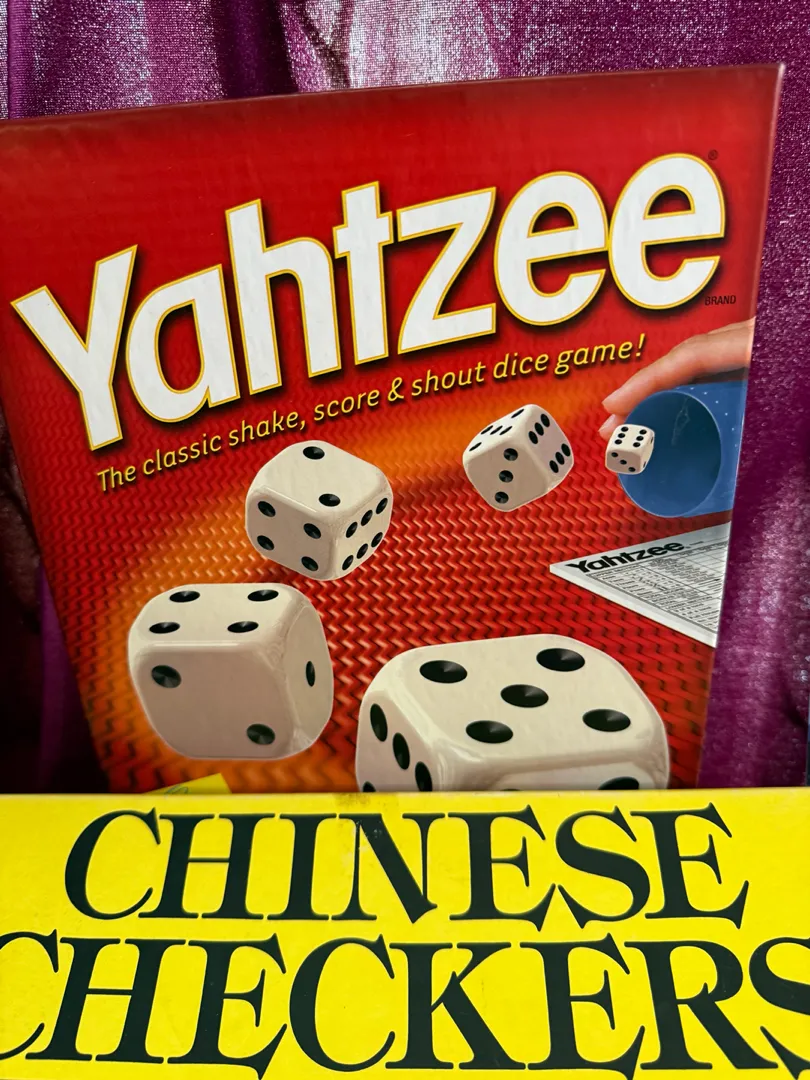 Yahtzee®
BRAND
The classic shake, score & shout dice game!
Yahtzee
CHINESE
CHECKERS